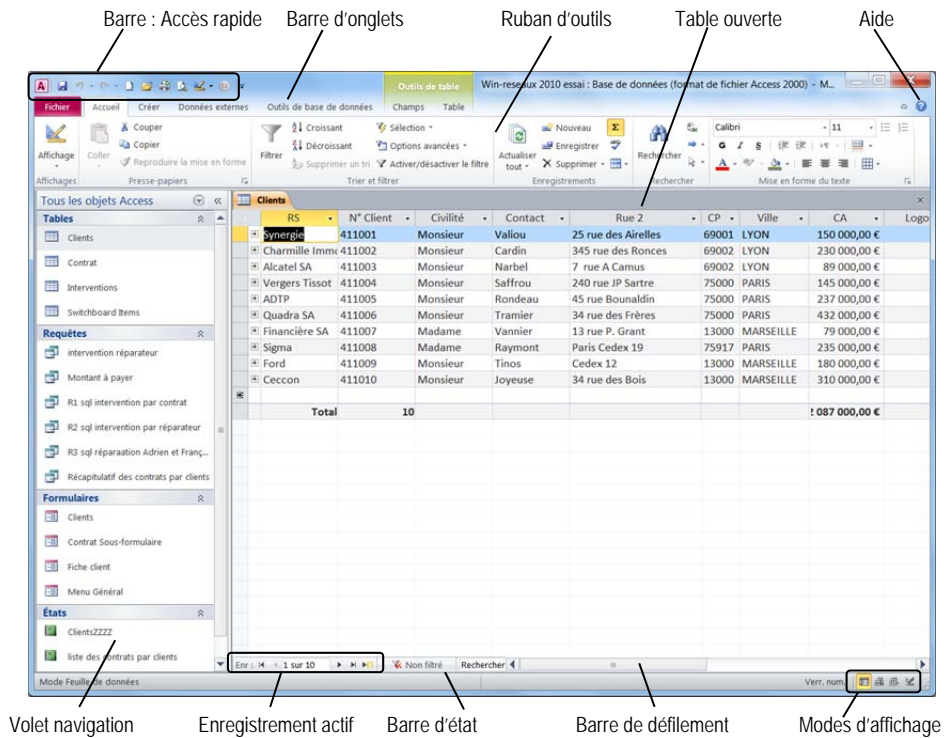 Barre : Accès rapide Barre d'onglets Ruban d'outils Table ouverte Aide
Outils de table Win-reseaux 2010 essai : Base de données (format de fichier Access 2000) - M...
Fichier Accueil Créer Données externes Outils de base de données Champs Table
Couper Croissant Sélection Nouveau Σ Calibri 11
Copier Décroissant Options avancées Enregistrer G I S
Affichage Coller Reproduire la mise en forme Filtrer Supprimer un tri Activer/désactiver le filtre Actualiser tout Supprimer Rechercher A
Affichages Presse-papiers Trier et filtrer Enregistrements Rechercher Mise en forme du texte
Tous les objets Access Clients
Tables RS N° Client Civilité Contact Rue 2 CP Ville CA Logo
Clients Synergie 411001 Monsieur Valiou 25 rue des Airelles 69001 LYON 150 000,00 €
Charmille Imm 411002 Monsieur Cardin 345 rue des Ronces 69002 LYON 230 000,00 €
Contrat Alcatel SA 411003 Monsieur Narbel 7 rue A Camus 69002 LYON 89 000,00 €
Interventions Vergers Tissot 411004 Monsieur Saffrou 240 rue JP Sartre 75000 PARIS 145 000,00 €
ADTP 411005 Monsieur Rondeau 45 rue Bounaldin 75000 PARIS 237 000,00 €
Switchboard Items Quadra SA 411006 Monsieur Tramier 34 rue des Frères 75000 PARIS 432 000,00 €
Requêtes Financière SA 411007 Madame Vannier 13 rue P. Grant 13000 MARSEILLE 79 000,00 €
intervention réparateur Sigma 411008 Madame Raymont Paris Cedex 19 75917 PARIS 235 000,00 €
Ford 411009 Monsieur Tinos Cedex 12 13000 MARSEILLE 180 000,00 €
Montant à payer Ceccon 411010 Monsieur Joyeuse 34 rue des Bois 13000 MARSEILLE 310 000,00 €
R1 sql intervention par contrat
Total 10 087 000,00 €
R2 sql intervention par réparateur
R3 sql réparaation Adrien et Franç...
Récapitulatif des contrats par clients
Formulaires
Clients
Contrat Sous-formulaire
Fiche client
Menu Général
États
ClientsZZZZ
liste des contrats par clients Enr : 1 sur 10 Non filtré Rechercher
Mode Feuille de données Verr. num.
Volet navigation Enregistrement actif Barre d'état Barre de défilement Modes d'affichage